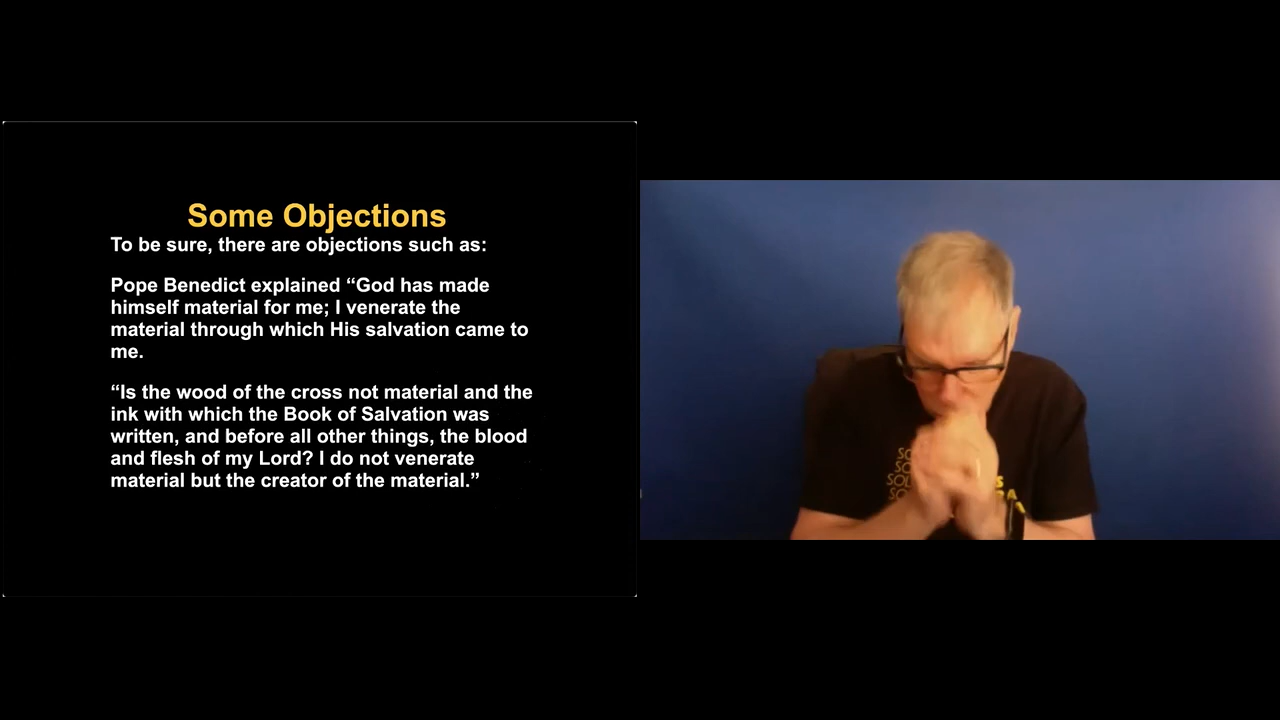 Some Objections
To be sure, there are objections such as:
Pope Benedict explained “God has made
himself material for me; I venerate the
material through which His salvation came to
me.
“Is the wood of the cross not material and the
ink with which the Book of Salvation was
written, and before all other things, the blood
and flesh of my Lord? I do not venerate
material but the creator of the material.”